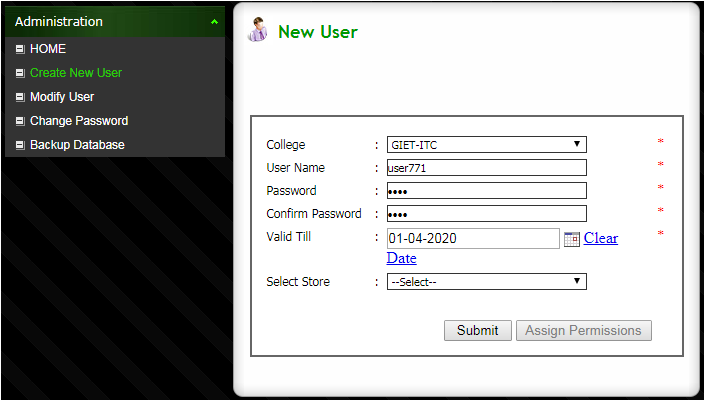 Administration
HOME
Create New User
Modify User
Change Password
Backup Database
New User
College : GIET-ITC *
User Name : user771 *
Password : •••• *
Confirm Password : •••• *
Valid Till : 01-04-2020 Clear *
Date
Select Store : --Select--
Submit Assign Permissions